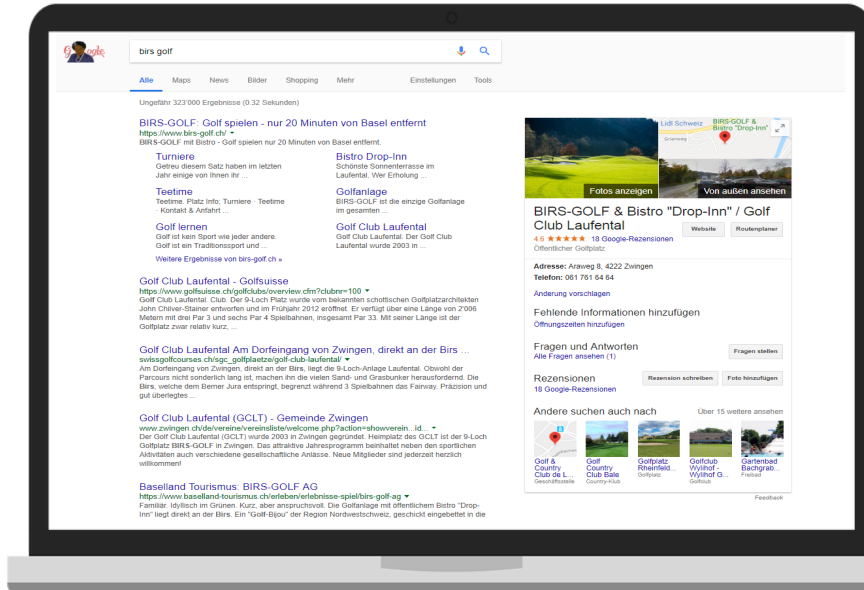 Google
birs golf
Alle Maps News Bilder Shopping Mehr Einstellungen Tools
Ungefähr 323'000 Ergebnisse (0.32 Sekunden)
BIRS-GOLF: Golf spielen - nur 20 Minuten von Basel entfernt
https://www.birs-golf.ch/
BIRS-GOLF mit Bistro - Golf spielen nur 20 Minuten von Basel entfernt.
Turniere
Getreu diesem Satz haben im letzten
Jahr einige von Ihnen ihr ...
Bistro Drop-Inn
Schönste Sonnenterrasse im
Laufental. Wer Erholung ...
Teetime
Teetime. Platz Info; Turniere · Teetime
· Kontakt & Anfahrt ...
Golfanlage
BIRS-GOLF ist die einzige Golfanlage
im gesamten ...
Golf lernen
Golf ist kein Sport wie jeder andere.
Golf ist ein Traditionssport und ...
Golf Club Laufental
Golf Club Laufental. Der Golf Club
Laufental wurde 2003 in ...
Weitere Ergebnisse von birs-golf.ch »
Golf Club Laufental - Golfsuisse
https://www.golfsuisse.ch/golfclubs/overview.cfm?clubnr=100
Golf Club Laufental. Club. Der 9-Loch Platz wurde vom bekannten schottischen Golfplatzarchitekten
John Chilver-Stainer entworfen und im Frühjahr 2012 eröffnet. Er verfügt über eine Länge von 2'006
Metern mit drei Par 3 und sechs Par 4 Spielbahnen, insgesamt Par 33. Mit seiner Länge ist der
Golfplatz zwar relativ kurz, ...
Golf Club Laufental Am Dorfeingang von Zwingen, direkt an der Birs ...
swissgolfcourses.ch/sgc_golfplaetze/golf-club-laufental/
Am Dorfeingang von Zwingen, direkt an der Birs, liegt die 9-Loch-Anlage Laufental. Obwohl der
Parcours nicht sonderlich lang ist, machen ihn die vielen Sand- und Grasbunker herausfordernd. Die
Birs, welche dem Berner Jura entspringt, begrenzt während 3 Spielbahnen das Fairway. Präzision und
gut überlegtes ...
Golf Club Laufental (GCLT) - Gemeinde Zwingen
www.zwingen.ch/de/vereine/vereinsliste/welcome.php?action=showverein...id...
Der Golf Club Laufental (GCLT) wurde 2003 in Zwingen gegründet. Heimplatz des GCLT ist der 9-Loch
Golfplatz BIRS-GOLF in Zwingen. Das attraktive Jahresprogramm beinhaltet neben den sportlichen
Aktivitäten auch verschiedene gesellschaftliche Anlässe. Neue Mitglieder sind jederzeit herzlich
willkommen!
Baselland Tourismus: BIRS-GOLF AG
https://www.baselland-tourismus.ch/erleben/erlebnisse-spiel/birs-golf-ag
Familiär. Idyllisch im Grünen. Kurz, aber anspruchsvoll. Die Golfanlage mit öffentlichem Bistro "Drop-
Inn" liegt direkt an der Birs. Ein "Golf-Bijou" der Region Nordwestschweiz, geschickt eingebettet in die
Lidl Schweiz
BIRS-GOLF &
Bistro "Drop-Inn"
Fotos anzeigen
Von außen ansehen
BIRS-GOLF & Bistro "Drop-Inn" / Golf
Club Laufental
Website Routenplaner
4.6 ★★★★★ 18 Google-Rezensionen
Öffentlicher Golfplatz
Adresse: Araweg 8, 4222 Zwingen
Telefon: 061 761 64 64
Änderung vorschlagen
Fehlende Informationen hinzufügen
Öffnungszeiten hinzufügen
Fragen und Antworten
Alle Fragen ansehen (1)
Fragen stellen
Rezensionen
Rezension schreiben Foto hinzufügen
18 Google-Rezensionen
Andere suchen auch nach
Über 15 weitere ansehen
Golf &
Country
Club de L...
Geschäftsstelle
Golf
Country
Club Bale
Country-Klub
Golfplatz
Rheinfeld...
Golfplatz
Golfclub
Wylihof -
Wylihof G...
Golfclub
Gartenbad
Bachgrab...
Freibad
Feedback